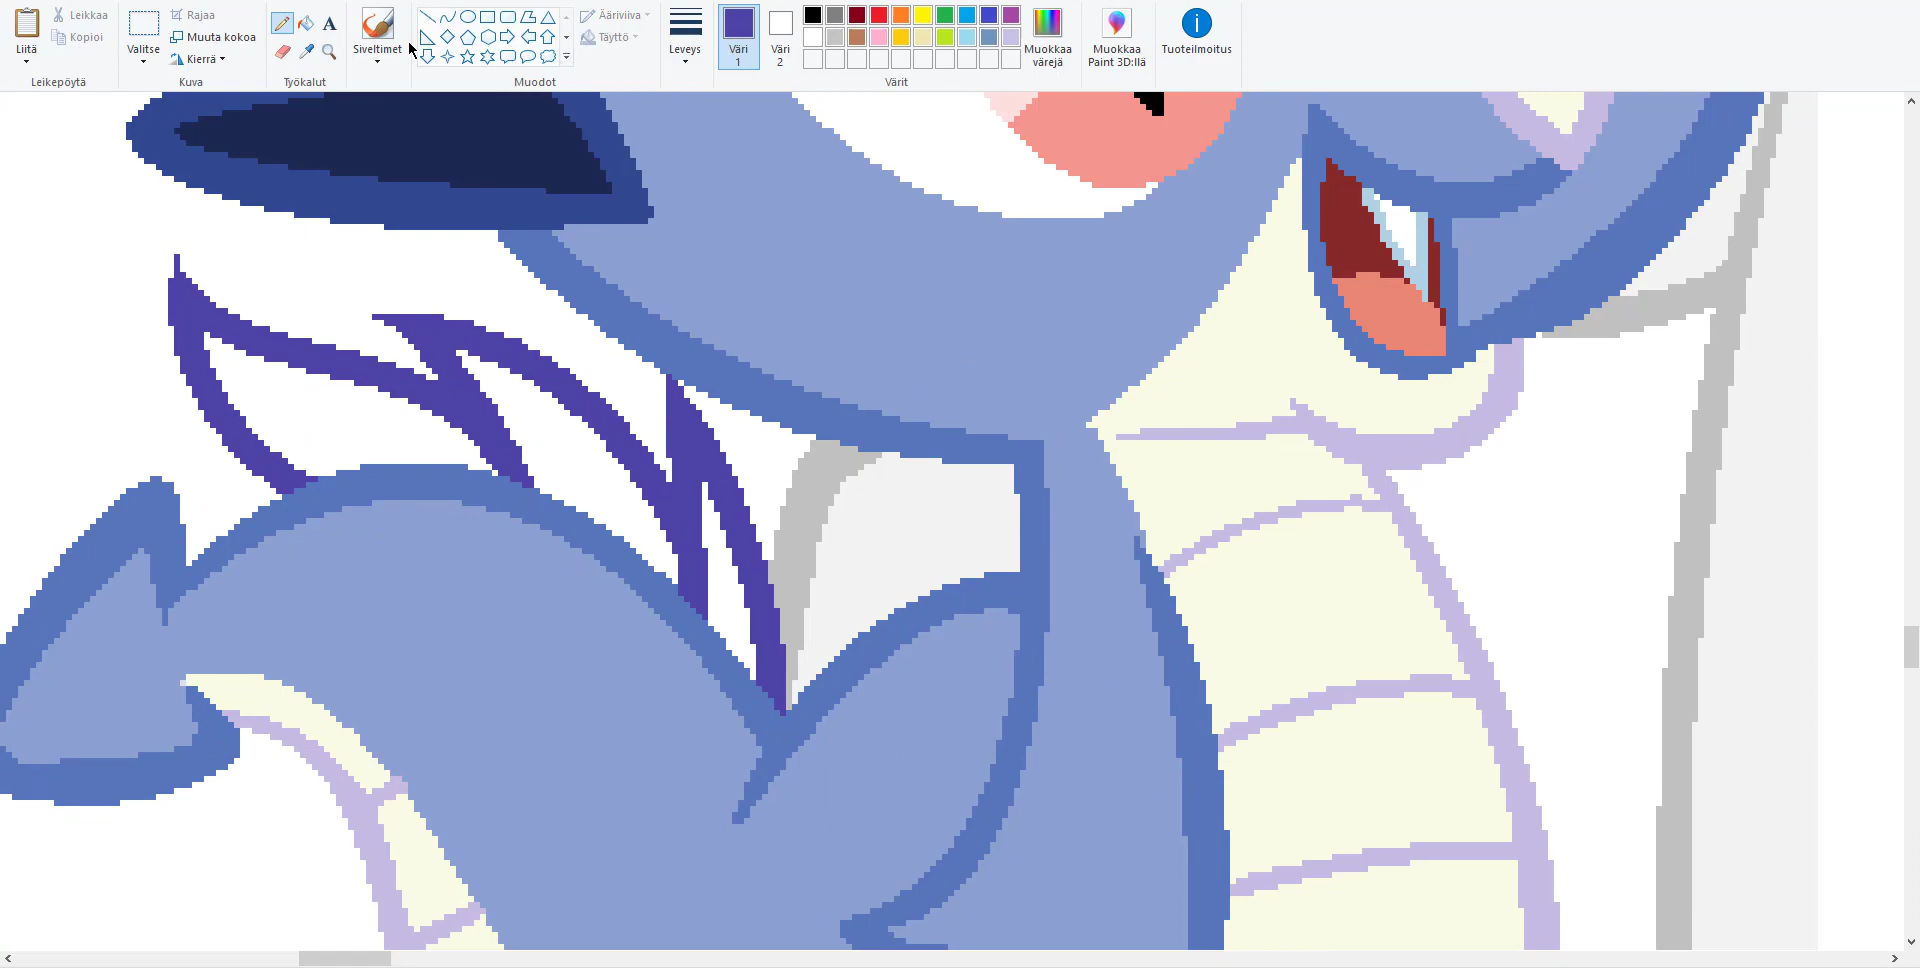 Liitä
Leikkaa
Kopioi
Leikepöytä
Valitse
Rajaa
Muuta kokoa
Kierrä
Kuva
A
Työkalut
Siveltimet
Ääriviiva
Täyttö
Muodot
Leveys
Väri
1
Väri
2
Muokkaa
värejä
Värit
Muokkaa
Paint 3D:llä
Tuoteilmoitus